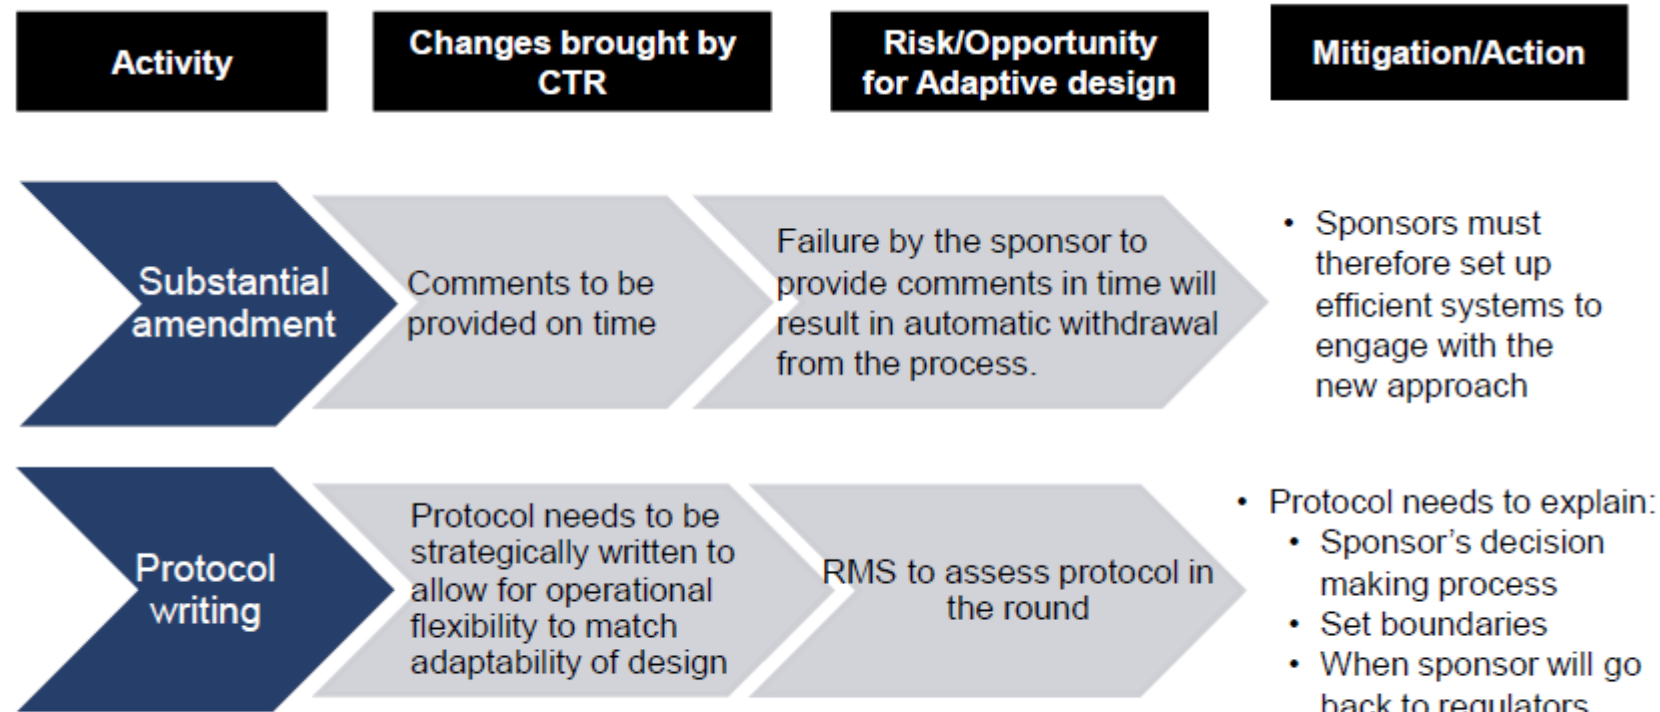 Activity
Changes brought by
CTR
Risk/Opportunity
for Adaptive design
Mitigation/Action
Substantial
amendment
Comments to be
provided on time
Failure by the sponsor to
provide comments in time will
result in automatic withdrawal
from the process.
• Sponsors must
therefore set up
efficient systems to
engage with the
new approach
Protocol
writing
Protocol needs to be
strategically written to
allow for operational
flexibility to match
adaptability of design
RMS to assess protocol in
the round
• Protocol needs to explain:
• Sponsor's decision
making process
• Set boundaries
• When sponsor will go
back to regulators